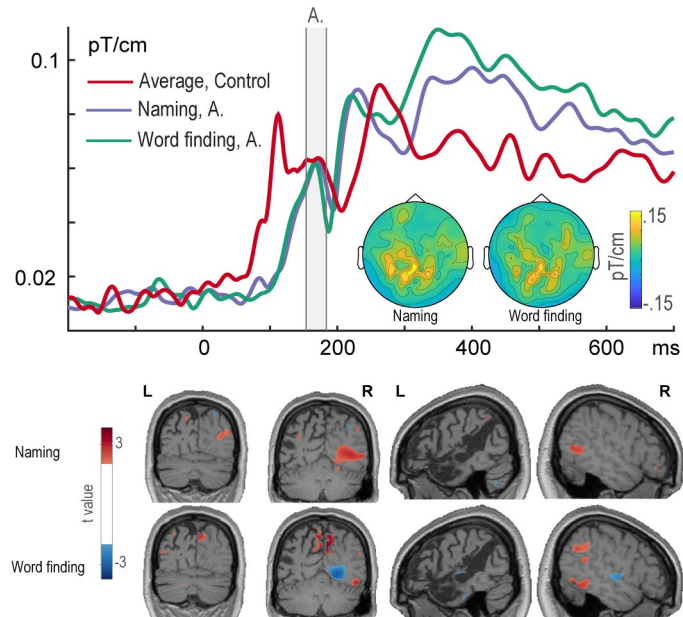 A.
pT/cm
0.1
Average, Control
Naming, A.
Word finding, A.
.15
pT/cm
-.15
0.02
Naming
Word finding
0
200
400
600
ms
L
R
L
R
3
Naming
t value
Word finding
-3